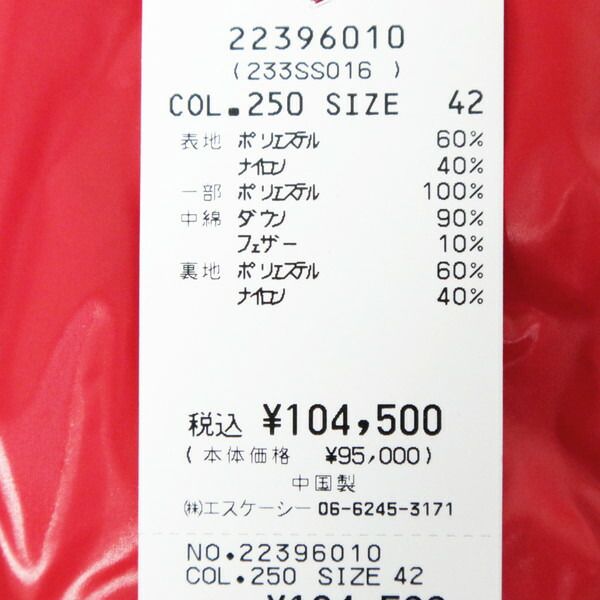 22396010
(233SS016 )
COL.250 SIZE 42
表地 ポリエステル 60%
ナイロン 40%
一部 ポリエステル 100%
中綿 ダウン 90%
フェザー 10%
裏地 ポリエステル 60%
ナイロン 40%
税込 ¥104,500
(本体価格 ¥95,000)
中国製
㈱エスケーシー 06-6245-3171
NO.22396010
COL.250 SIZE 42
¥104,500